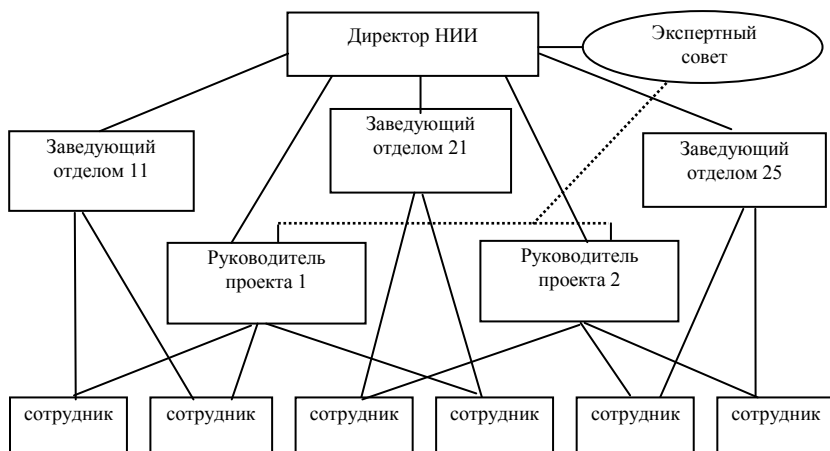 Директор НИИ
Экспертный
совет
Заведующий
отделом 11
Заведующий
отделом 21
Заведующий
отделом 25
Руководитель
проекта 1
Руководитель
проекта 2
сотрудник
сотрудник
сотрудник
сотрудник
сотрудник
сотрудник